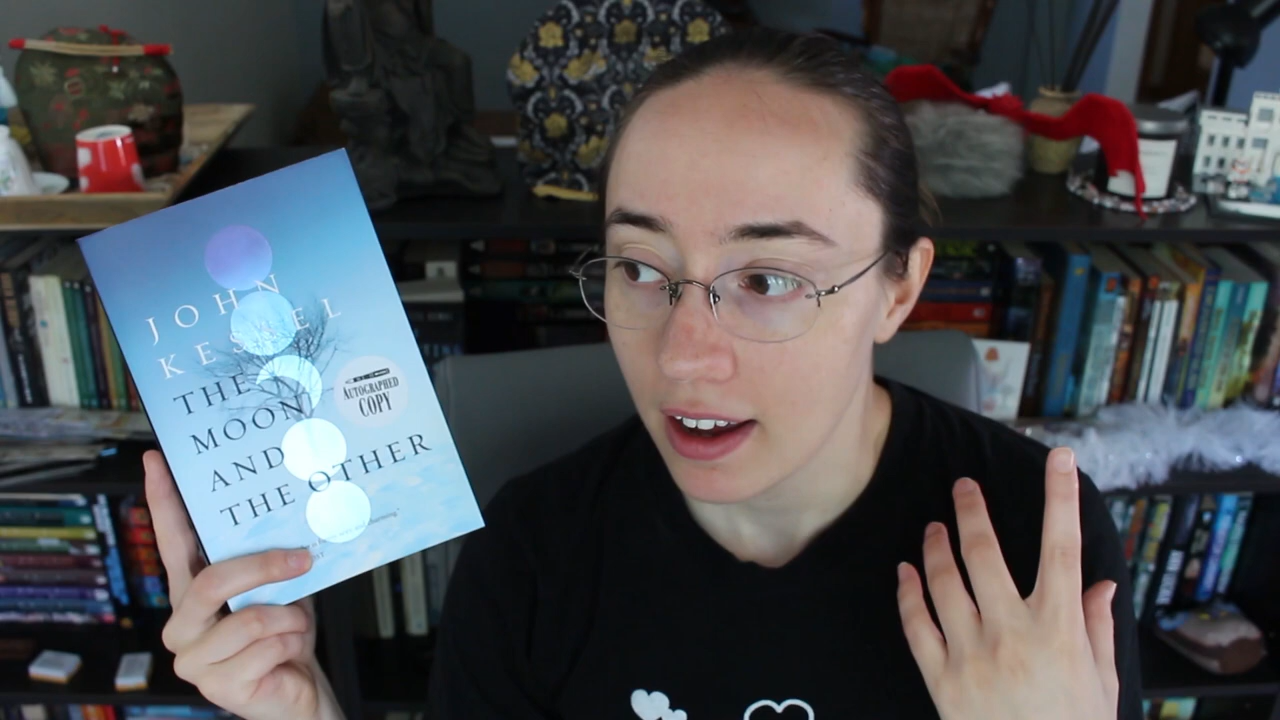 JOHN
KESSEL
THE
MOON
AND
THE OTHER
AUTOGRAPHED
COPY